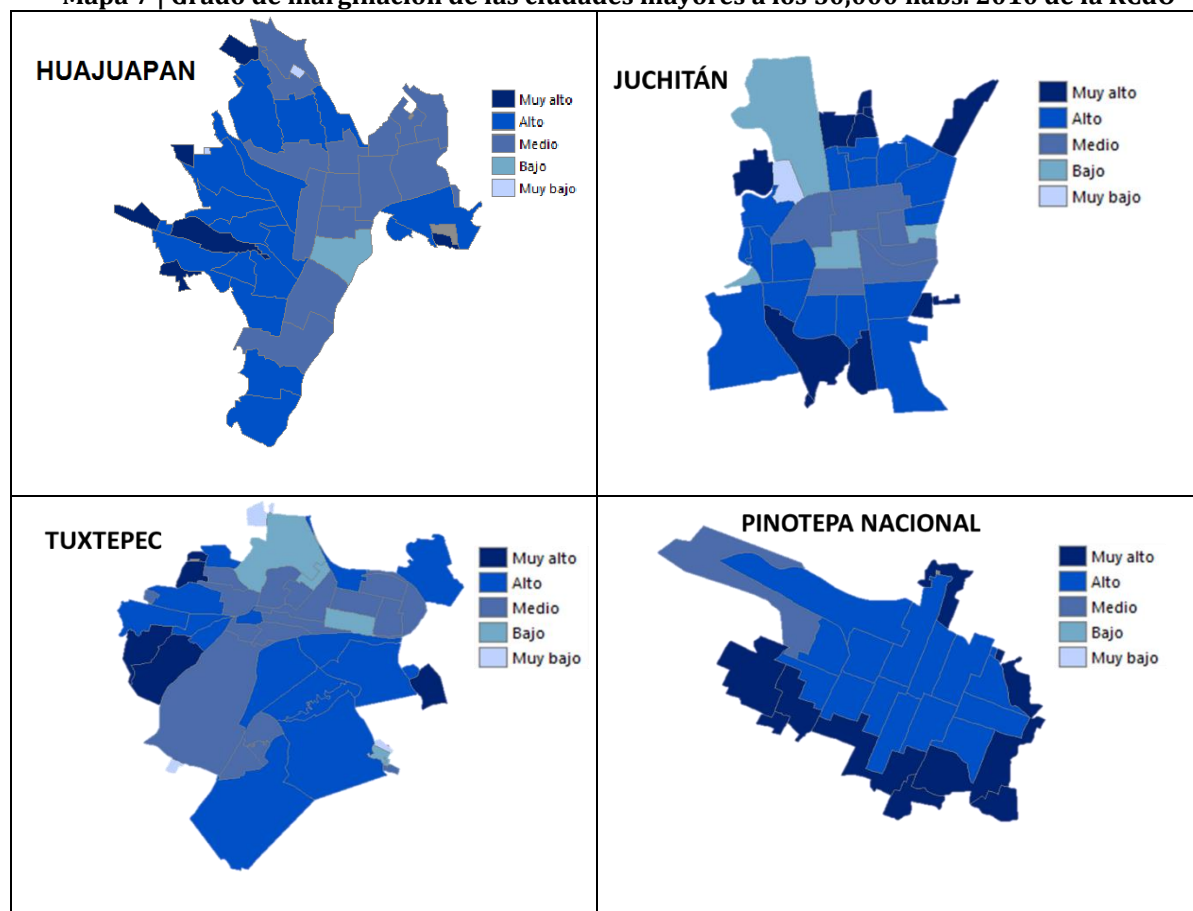 Mapa 7 | Grado de marginación de las ciudades mayores a los 50,000 habs. 2010 de la RCdO
HUAJUAPAN
Muy alto
Alto
Medio
Bajo
Muy bajo
JUCHITÁN
Muy alto
Alto
Medio
Bajo
Muy bajo
TUXTEPEC
Muy alto
Alto
Medio
Bajo
Muy bajo
PINOTEPA NACIONAL
Muy alto
Alto
Medio
Bajo
Muy bajo